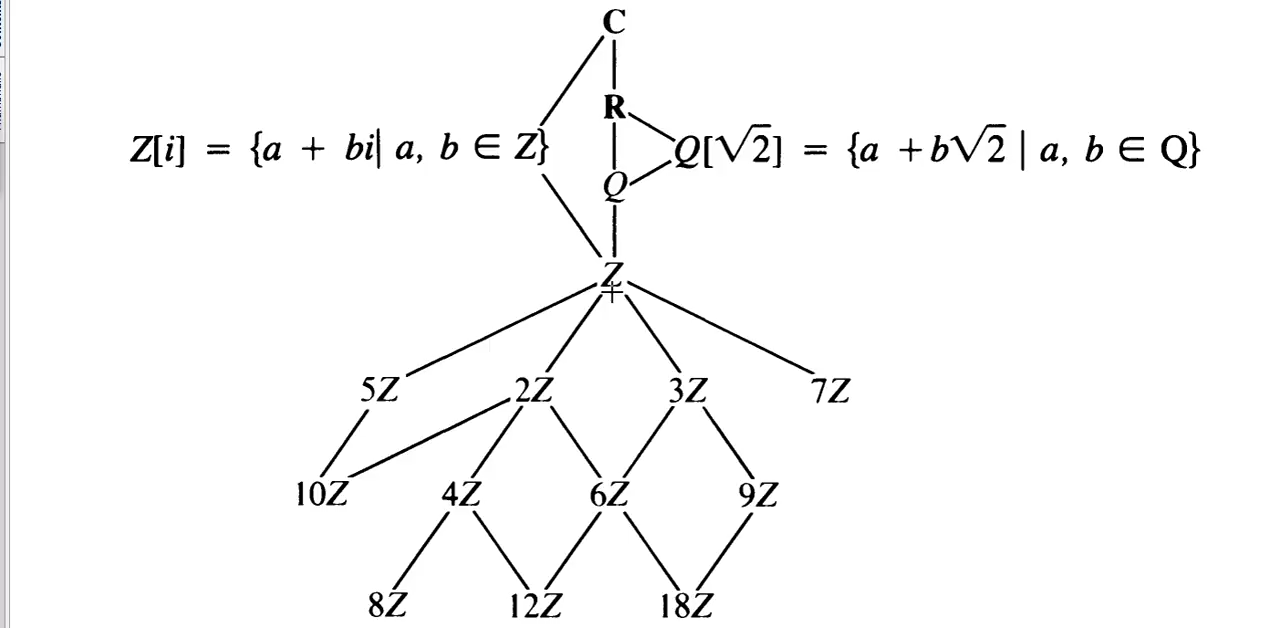 C
R
Z[i] = {a + bi| a, b ∈ Z}
Q[√2] = {a + b√2 | a, b ∈ Q}
Q
Z
5Z 2Z 3Z 7Z
10Z 4Z 6Z 9Z
8Z 12Z 18Z